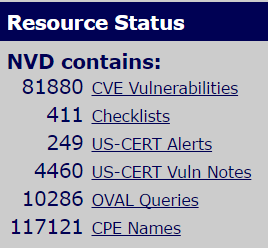 Resource Status
NVD contains:
81880 CVE Vulnerabilities
411 Checklists
249 US-CERT Alerts
4460 US-CERT Vuln Notes
10286 OVAL Queries
117121 CPE Names